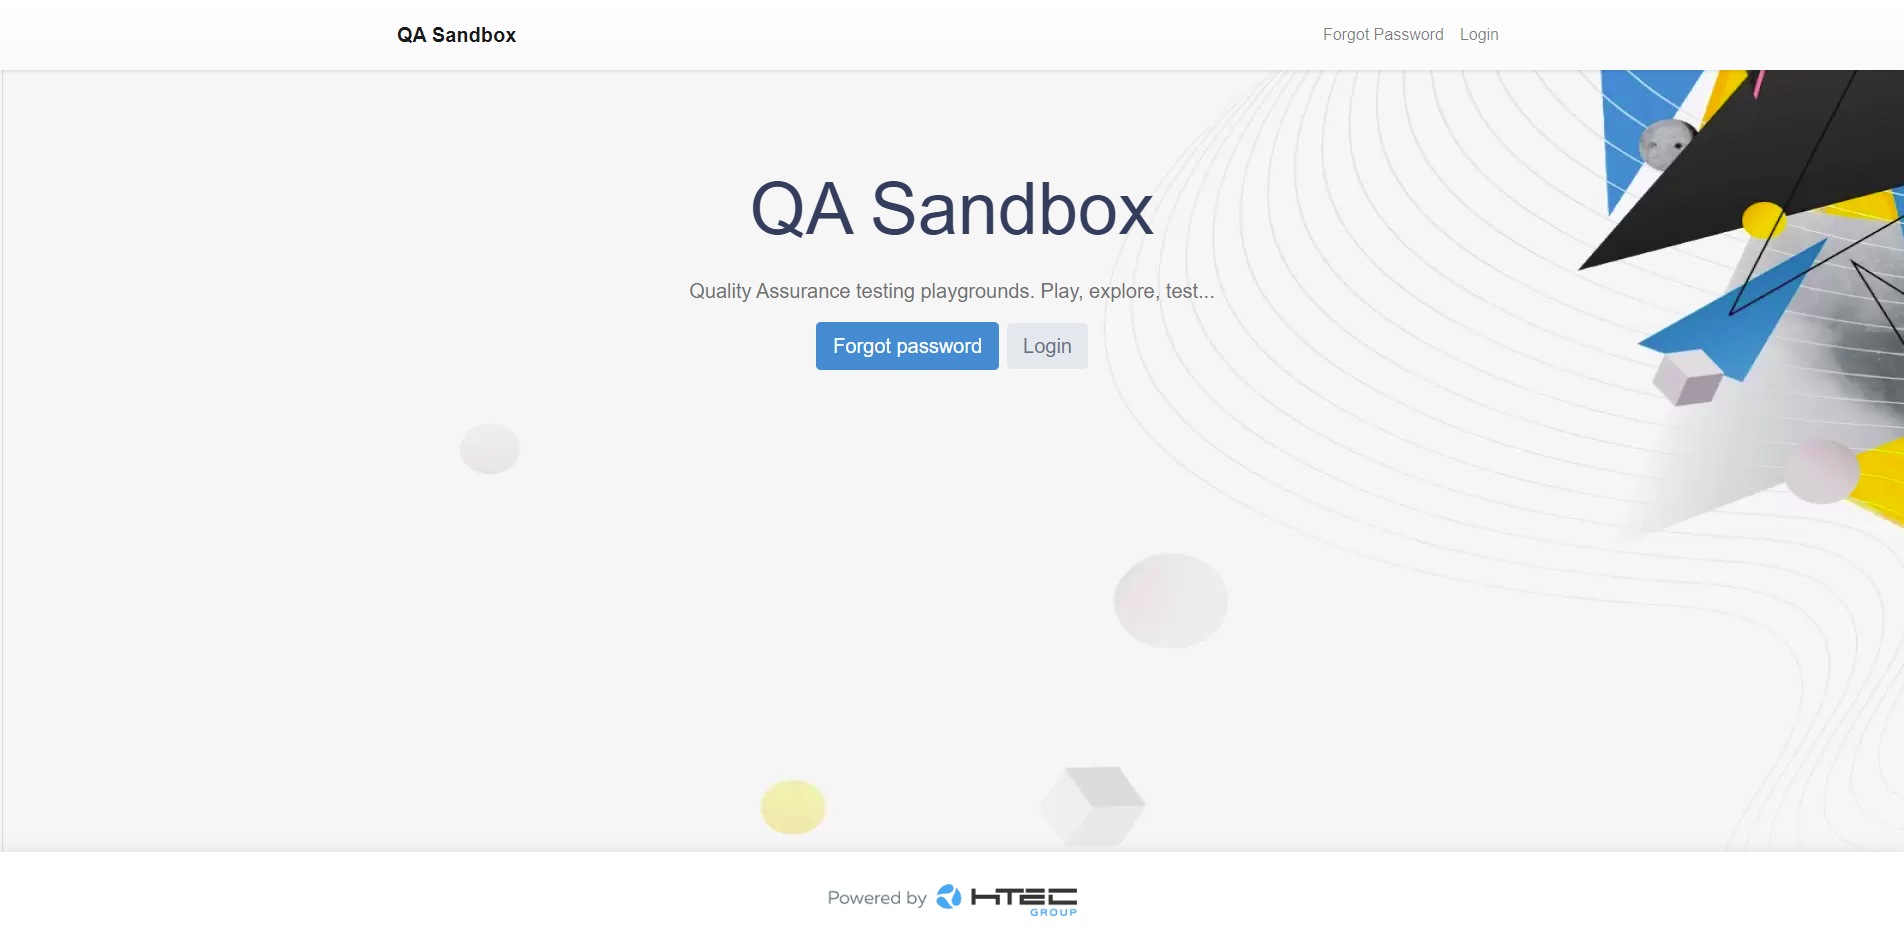 QA Sandbox
Forgot Password Login
QA Sandbox
Quality Assurance testing playgrounds. Play, explore, test...
Forgot password Login
Powered by HTEC
GROUP